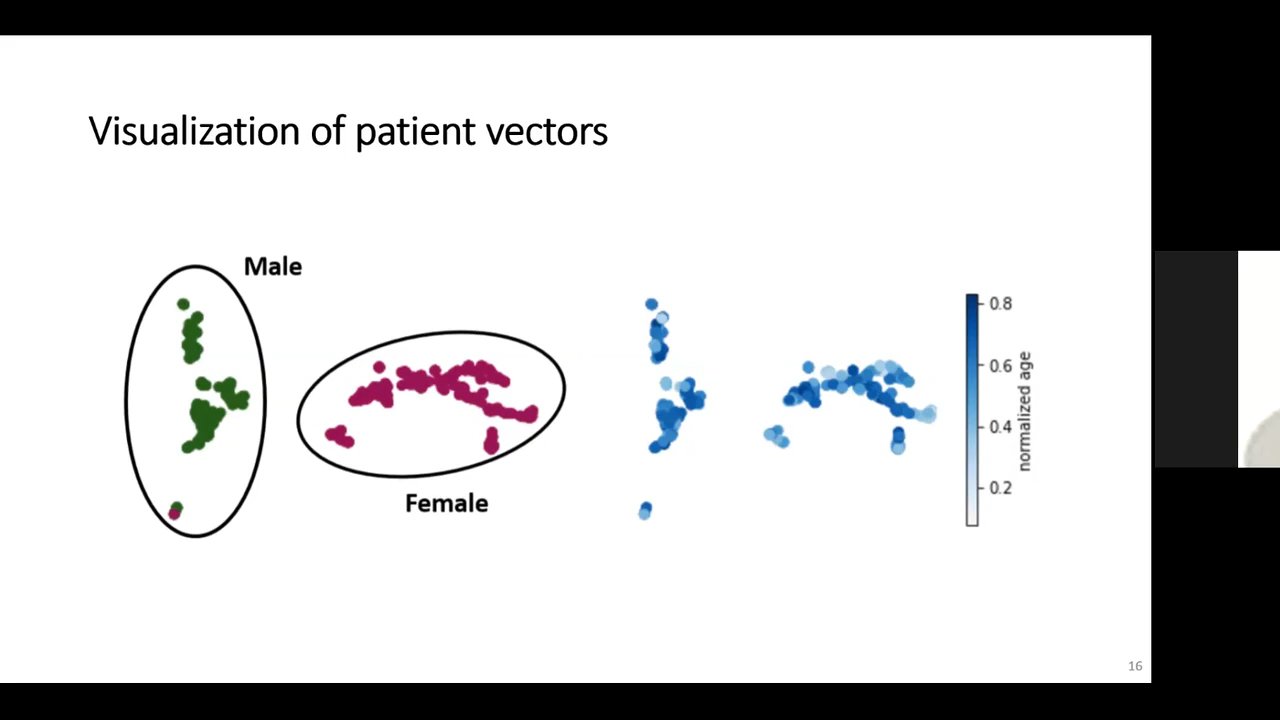 Visualization of patient vectors
Male
Female
0.8
0.6
0.4
0.2
normalized age
16